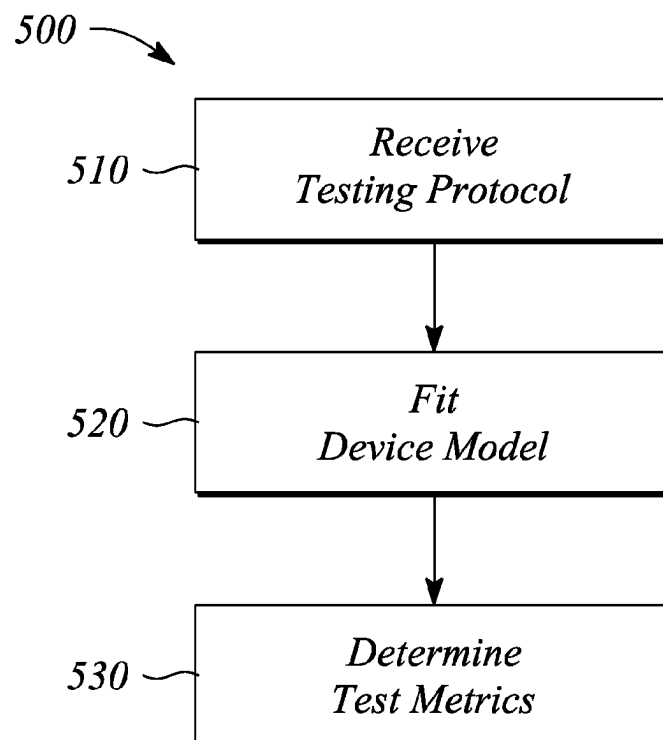 500
510
Receive
Testing Protocol
520
Fit
Device Model
530
Determine
Test Metrics